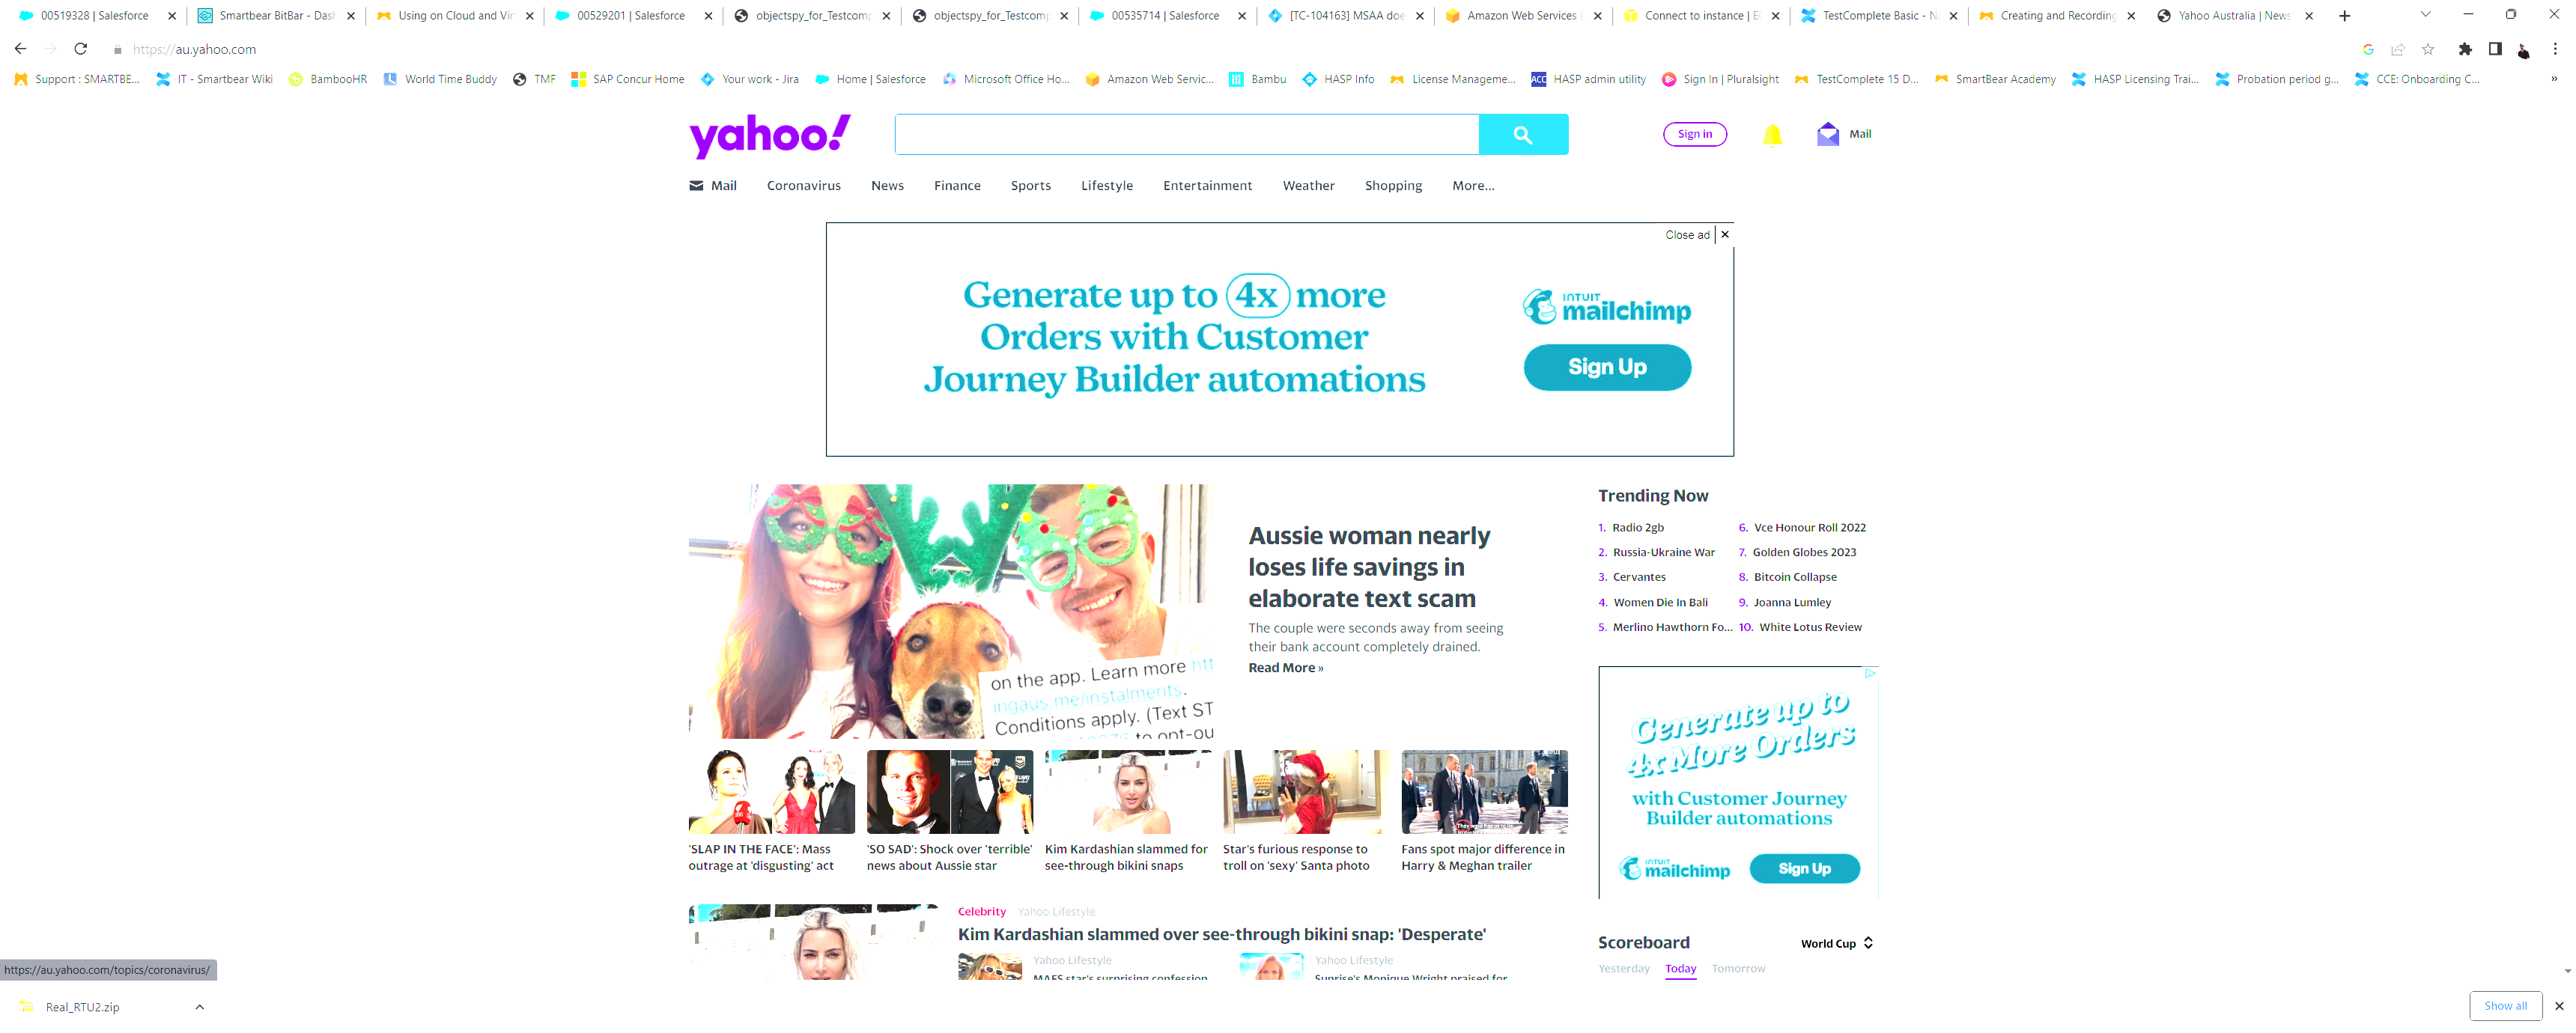 00519328 | Salesforce
Smartbear BitBar - Dash
Using on Cloud and Vir
00529201 | Salesforce
objectspy_for_Testcomp
objectspy_for_Testcomp
00535714 | Salesforce
[TC-104163] MSAA doe
Amazon Web Services
Connect to instance | E
TestComplete Basic - N
Creating and Recording
Yahoo Australia | News
https://au.yahoo.com
Support : SMARTBE...
IT - Smartbear Wiki
BambooHR
World Time Buddy
TMF
SAP Concur Home
Your work - Jira
Home | Salesforce
Microsoft Office Ho...
Amazon Web Servic...
Bambu
HASP Info
License Manageme...
ACC HASP admin utility
Sign In | Pluralsight
TestComplete 15 D...
SmartBear Academy
HASP Licensing Trai...
Probation period g...
CCE: Onboarding C...
»
yahoo!
Sign in
Mail
Mail
Coronavirus
News
Finance
Sports
Lifestyle
Entertainment
Weather
Shopping
More...
Close ad
Generate up to 4x more
Orders with Customer
Journey Builder automations
INTUIT
mailchimp
Sign Up
on the app. Learn more htt
ingaus.me/instalments.
Conditions apply. (Text ST
to opt-ou
Aussie woman nearly
loses life savings in
elaborate text scam
The couple were seconds away from seeing
their bank account completely drained.
Read More »
Trending Now
1. Radio 2gb
2. Russia-Ukraine War
3. Cervantes
4. Women Die In Bali
5. Merlino Hawthorn Fo...
6. Vce Honour Roll 2022
7. Golden Globes 2023
8. Bitcoin Collapse
9. Joanna Lumley
10. White Lotus Review
'SLAP IN THE FACE': Mass
outrage at 'disgusting' act
'SO SAD': Shock over 'terrible'
news about Aussie star
Kim Kardashian slammed for
see-through bikini snaps
Star's furious response to
troll on 'sexy' Santa photo
Fans spot major difference in
Harry & Meghan trailer
Generate up to
4x More Orders
with Customer Journey
Builder automations
INTUIT
mailchimp
Sign Up
Celebrity Yahoo Lifestyle
Kim Kardashian slammed over see-through bikini snap: 'Desperate'
Yahoo Lifestyle
MAFS star's surprising confession
Yahoo Lifestyle
Sunrise's Monique Wright praised for
Scoreboard
World Cup
Yesterday
Today
Tomorrow
https://au.yahoo.com/topics/coronavirus/
Real_RTU2.zip
Show all